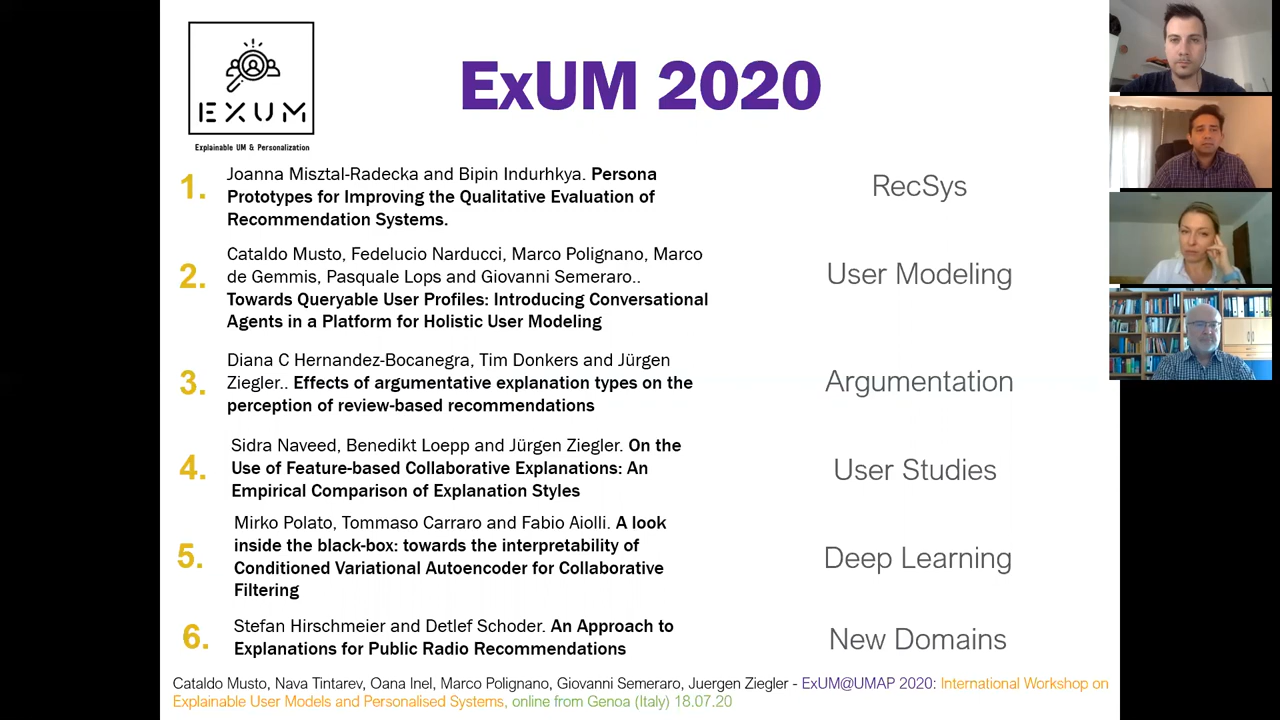 EXUM
Explainable UM & Personalization
ExUM 2020
1.
Joanna Misztal-Radecka and Bipin Indurhkya. Persona
Prototypes for Improving the Qualitative Evaluation of
Recommendation Systems.
RecSys
2.
Cataldo Musto, Fedelucio Narducci, Marco Polignano, Marco
de Gemmis, Pasquale Lops and Giovanni Semeraro..
Towards Queryable User Profiles: Introducing Conversational
Agents in a Platform for Holistic User Modeling
User Modeling
3.
Diana C Hernandez-Bocanegra, Tim Donkers and Jürgen
Ziegler.. Effects of argumentative explanation types on the
perception of review-based recommendations
Argumentation
4.
Sidra Naveed, Benedikt Loepp and Jürgen Ziegler. On the
Use of Feature-based Collaborative Explanations: An
Empirical Comparison of Explanation Styles
User Studies
5.
Mirko Polato, Tommaso Carraro and Fabio Aiolli. A look
inside the black-box: towards the interpretability of
Conditioned Variational Autoencoder for Collaborative
Filtering
Deep Learning
6.
Stefan Hirschmeier and Detlef Schoder. An Approach to
Explanations for Public Radio Recommendations
New Domains
Cataldo Musto, Nava Tintarev, Oana Inel, Marco Polignano, Giovanni Semeraro, Juergen Ziegler - ExUM@UMAP 2020: International Workshop on
Explainable User Models and Personalised Systems, online from Genoa (Italy) 18.07.20